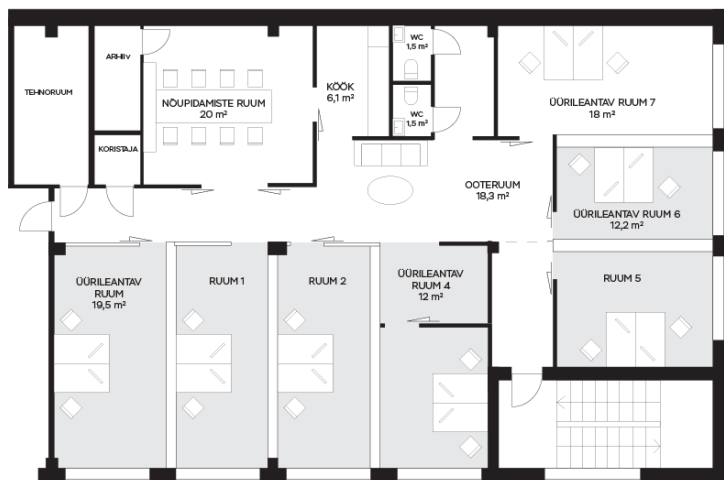 TEHNORUUM
ARHIIV
KORISTAJA
NÕUPIDAMISTE RUUM
20 m²
KÖÖK
6,1 m²
WC
1,5 m²
WC
1,5 m²
ÜÜRILEANTAV RUUM 7
18 m²
OOTERUUM
18,3 m²
ÜÜRILEANTAV RUUM 6
12,2 m²
ÜÜRILEANTAV
RUUM
19,5 m²
RUUM 1
RUUM 2
ÜÜRILEANTAV
RUUM 4
12 m²
RUUM 5